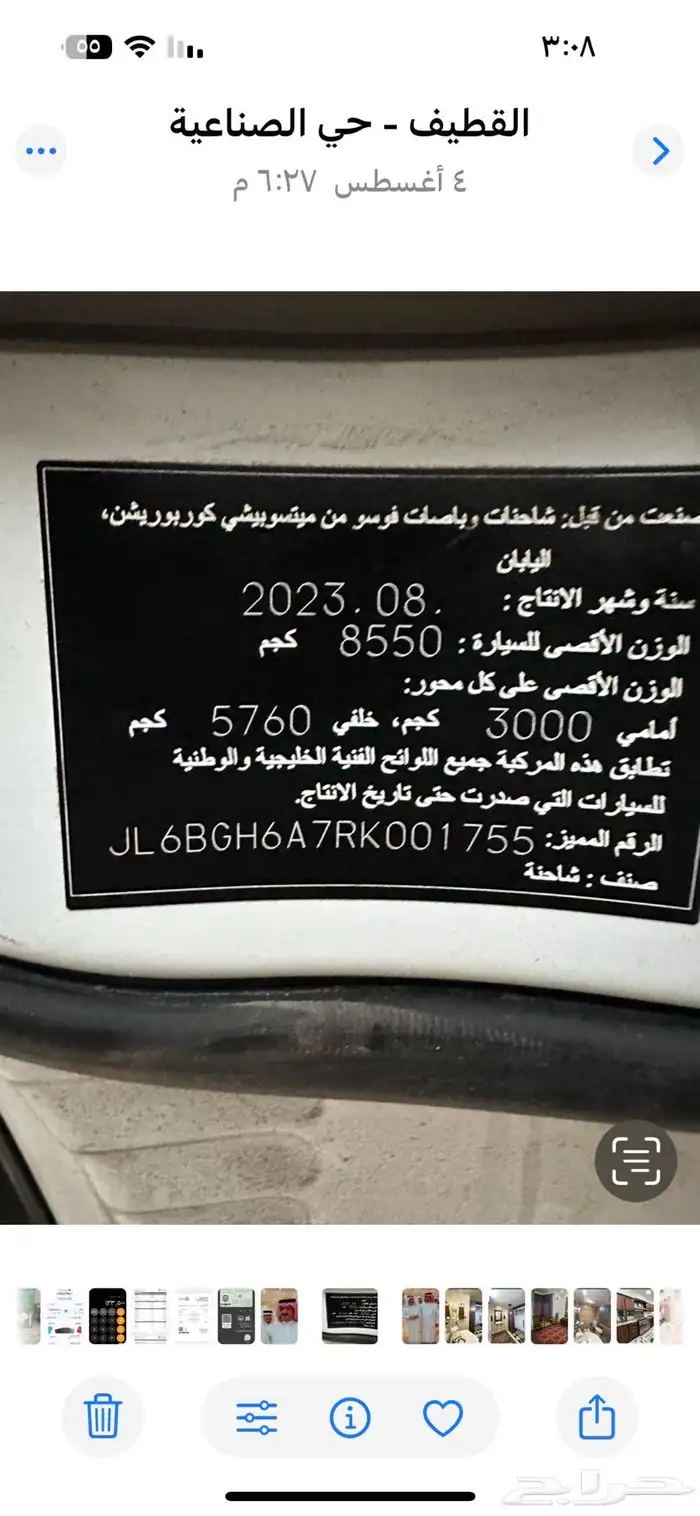 ٣:٠٨
٥٥
القطيف - حي الصناعية
٤ أغسطس ٦:٢٧ م
صنعت من قبل: شاحنات وباصات فوسو من ميتسوبيشي كوربوريشن،
اليابان
سنة وشهر الانتاج : 2023.08.
الوزن الأقصى للسيارة : 8550 كجم
الوزن الأقصى على كل محور:
أمامي 3000 كجم، خلفي 5760 كجم
تطابق هذه المركبة جميع اللوائح الفنية الخليجية والوطنية
للسيارات التي صدرت حتى تاريخ الانتاج.
الرقم المميز: JL6BGH6A7RK001755
صنف : شاحنة
حراج